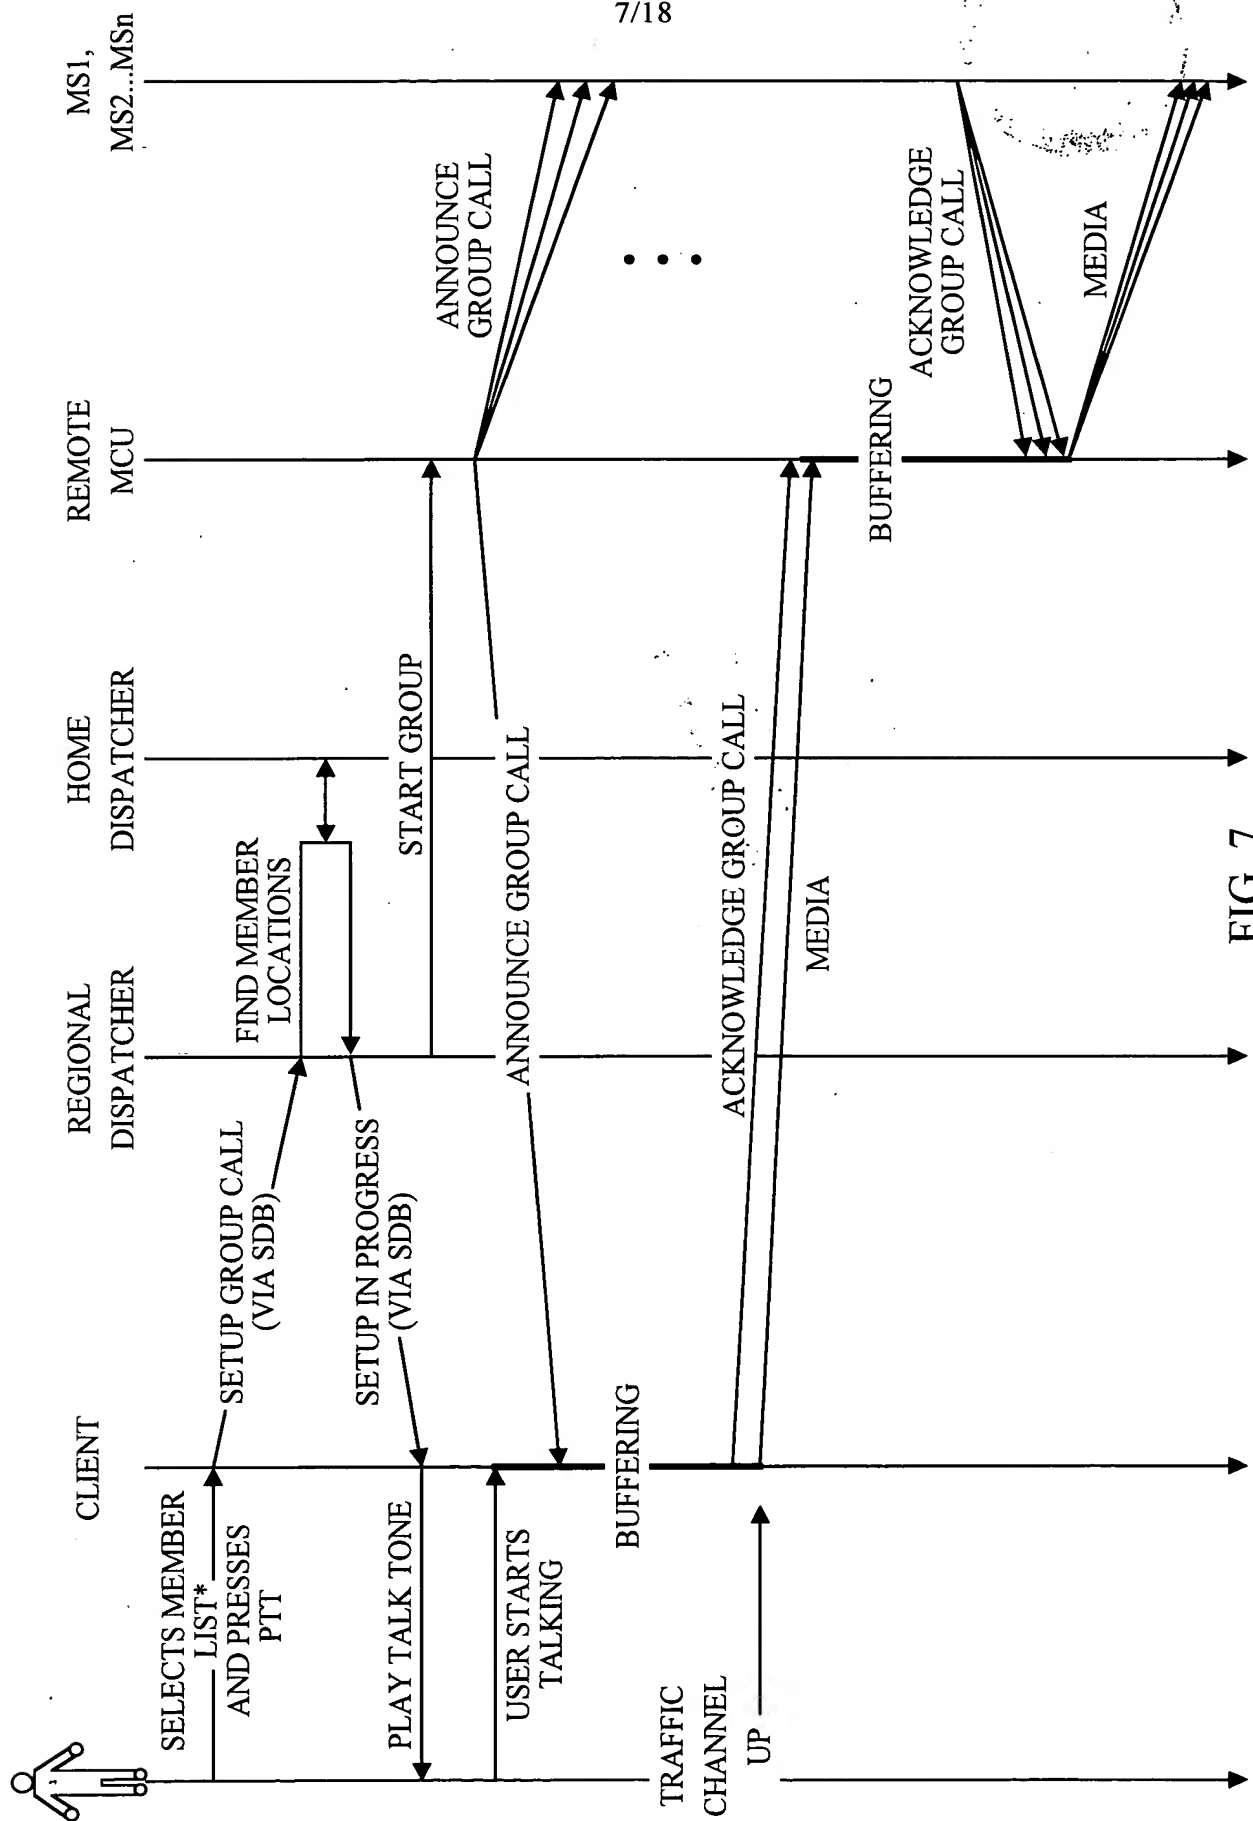 7/18
CLIENT
REGIONAL
DISPATCHER
HOME
DISPATCHER
REMOTE
MCU
MS1,
MS2...MSn
SELECTS MEMBER
LIST*
AND PRESSES
PTT
SETUP GROUP CALL
(VIA SDB)
FIND MEMBER
LOCATIONS
SETUP IN PROGRESS
(VIA SDB)
PLAY TALK TONE
START GROUP
ANNOUNCE
GROUP CALL
ANNOUNCE GROUP CALL
USER STARTS
TALKING
BUFFERING
TRAFFIC
CHANNEL
UP
ACKNOWLEDGE GROUP CALL
MEDIA
BUFFERING
ACKNOWLEDGE
GROUP CALL
MEDIA
FIG. 7